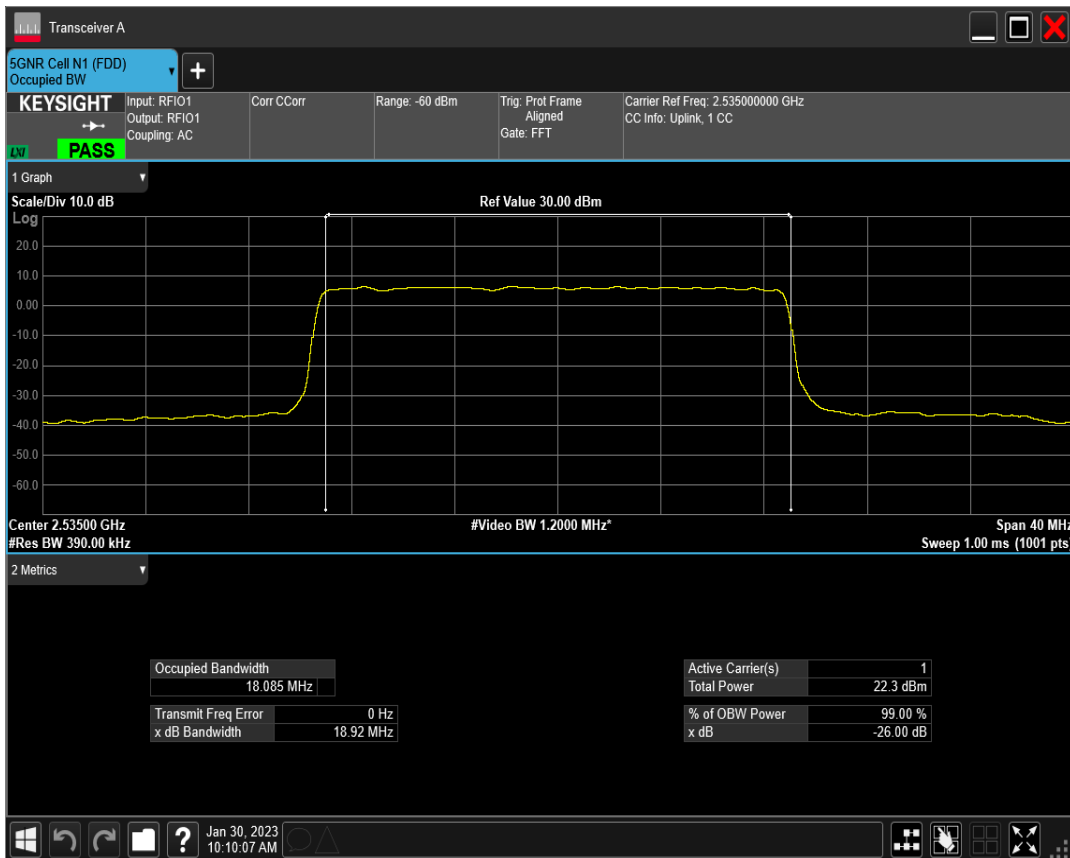 Transceiver A
5GNR Cell N1 (FDD)
Occupied BW
KEYSIGHT
LXI
PASS
Input: RFIO1
Output: RFIO1
Coupling: AC
Corr CCorr
Range: -60 dBm
Trig: Prot Frame
Aligned
Gate: FFT
Carrier Ref Freq: 2.535000000 GHz
CC Info: Uplink, 1 CC
1 Graph
Scale/Div 10.0 dB
Ref Value 30.00 dBm
Log
20.0
10.0
0.00
-10.0
-20.0
-30.0
-40.0
-50.0
-60.0
Center 2.53500 GHz
#Video BW 1.2000 MHz*
Span 40 MHz
#Res BW 390.00 kHz
Sweep 1.00 ms (1001 pts)
2 Metrics
Occupied Bandwidth
18.085 MHz
Transmit Freq Error 0 Hz
x dB Bandwidth 18.92 MHz
Active Carrier(s) 1
Total Power 22.3 dBm
% of OBW Power 99.00 %
x dB -26.00 dB
?
Jan 30, 2023
10:10:07 AM